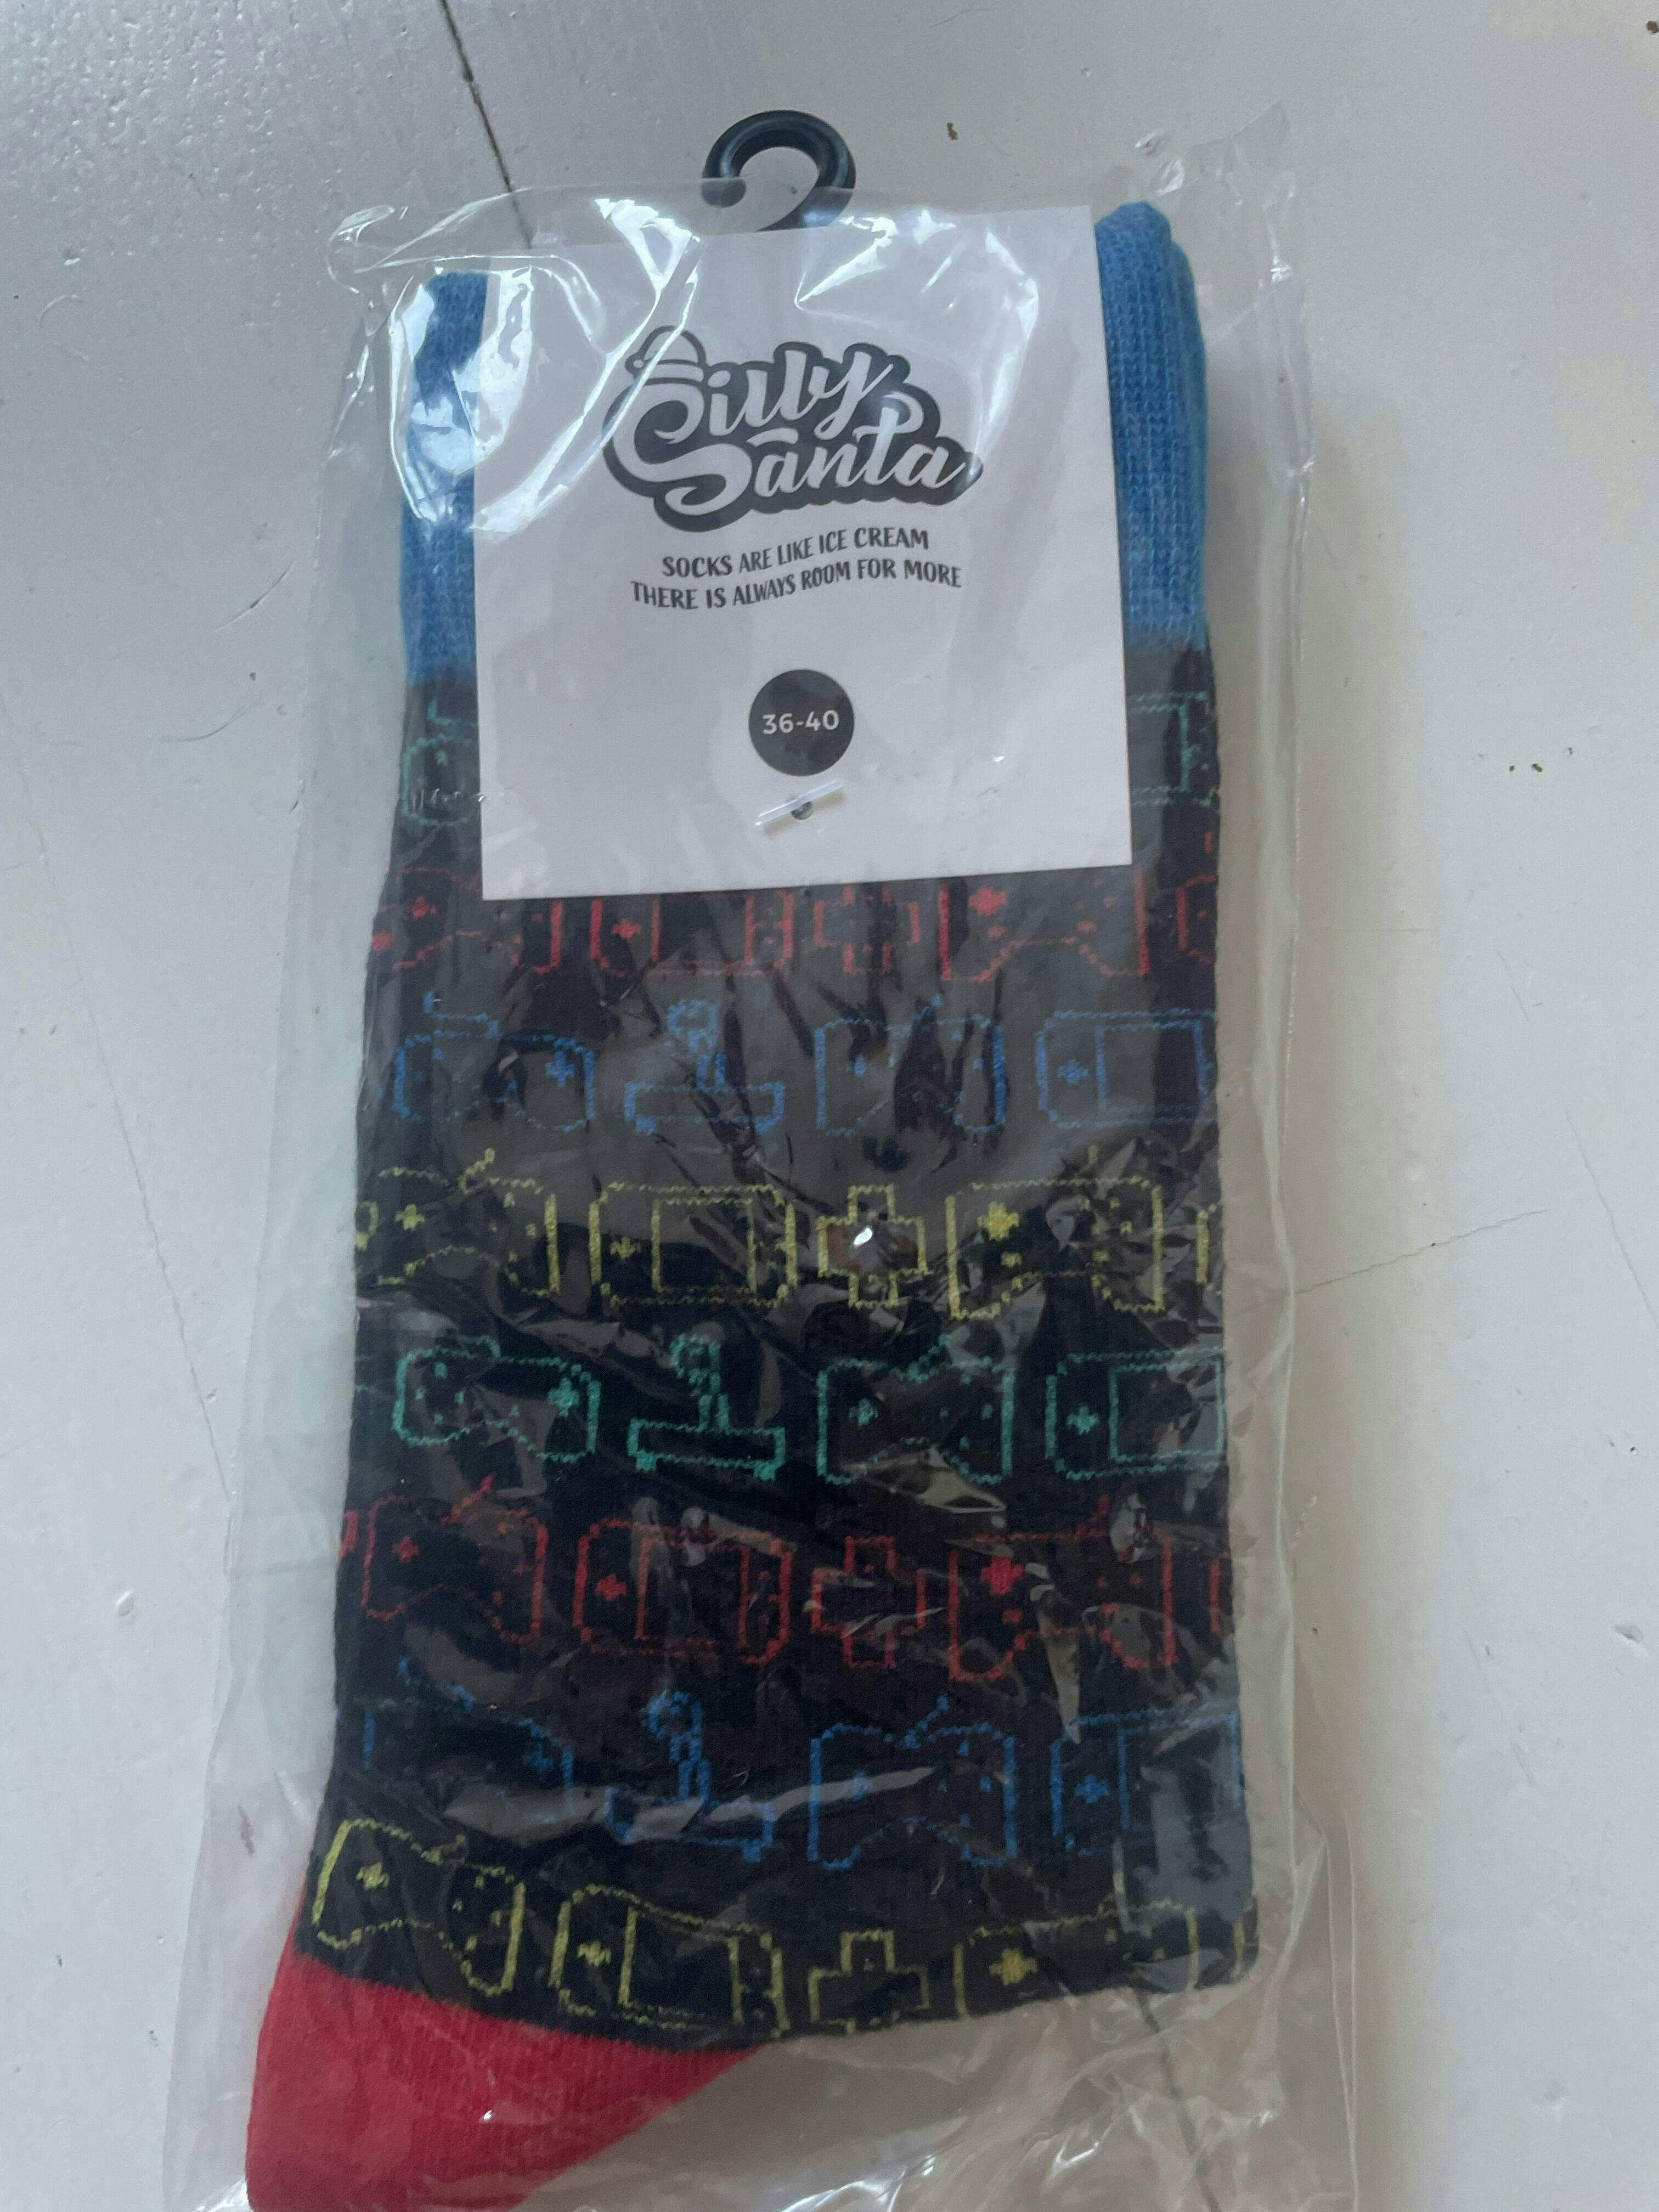 Silly
Santa
SOCKS ARE LIKE ICE CREAM
THERE IS ALWAYS ROOM FOR MORE
36-40